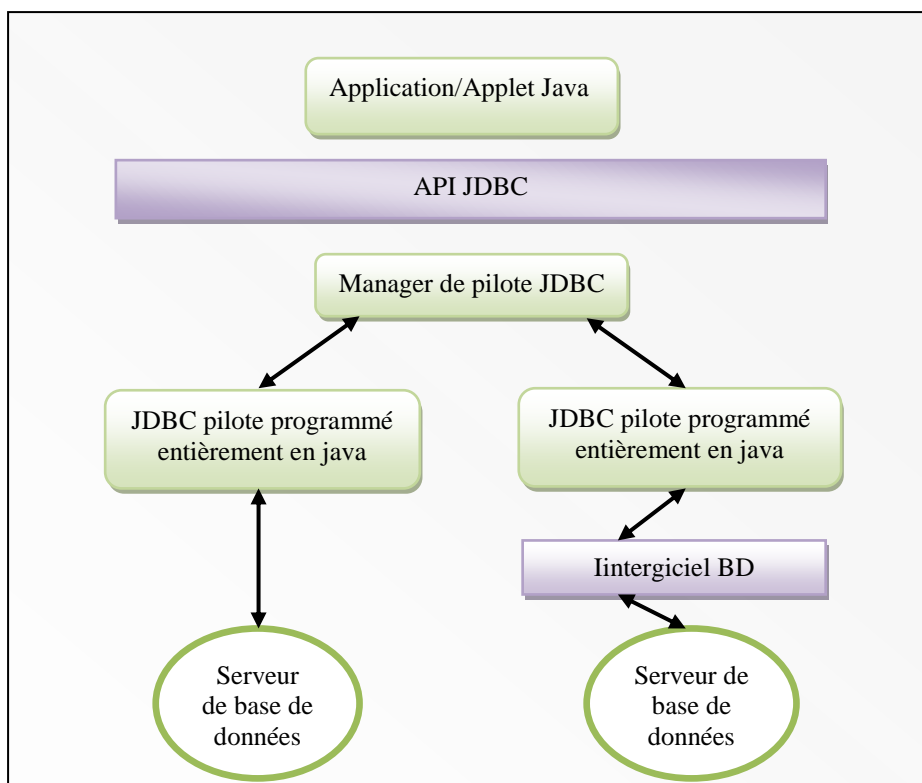 Application/Applet Java
API JDBC
Manager de pilote JDBC
JDBC pilote programmé
entièrement en java
JDBC pilote programmé
entièrement en java
Iintergiciel BD
Serveur
de base de
données
Serveur de
base de
données